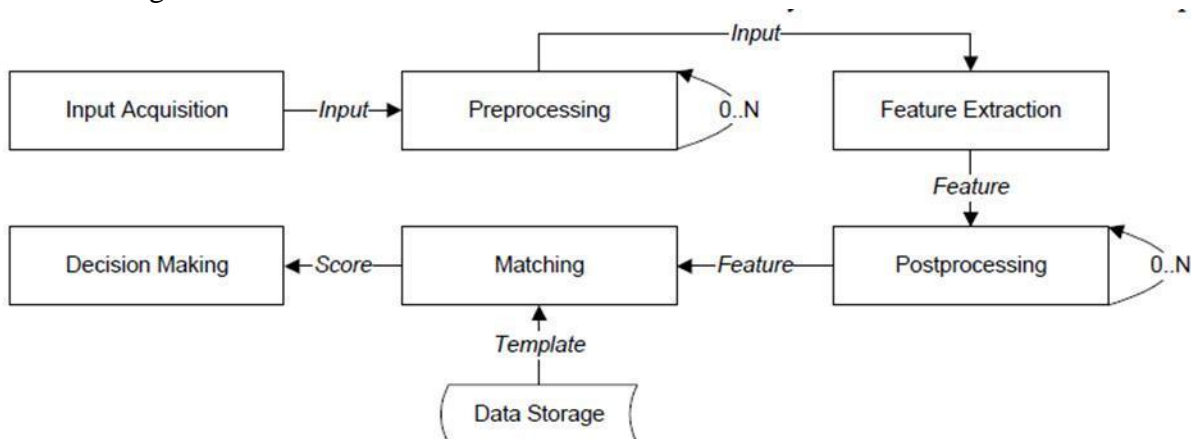 Input
Input Acquisition
Input
Preprocessing
0..N
Feature Extraction
Feature
Decision Making
Score
Matching
Feature
Postprocessing
0..N
Template
Data Storage